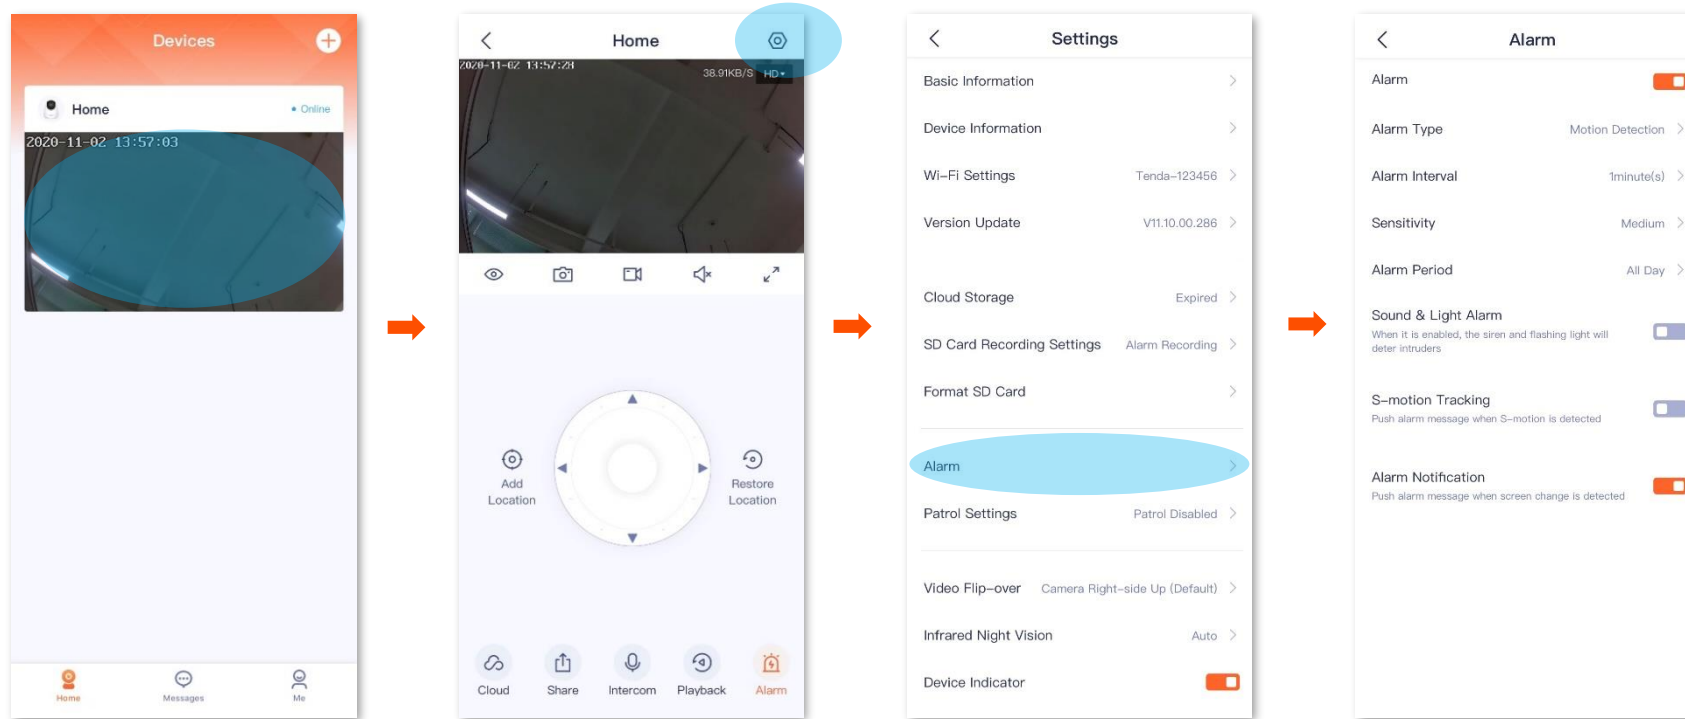 Devices
Home
• Online
2020-11-02 13:57:03
Home
Messages
Me
Home
2020-11-02 13:57:28
38.91KB/S HD
Add
Location
Restore
Location
Cloud
Share
Intercom
Playback
Alarm
Settings
Basic Information
Device Information
Wi-Fi Settings Tenda-123456
Version Update V11.10.00.286
Cloud Storage Expired
SD Card Recording Settings Alarm Recording
Format SD Card
Alarm
Patrol Settings Patrol Disabled
Video Flip-over Camera Right-side Up (Default)
Infrared Night Vision Auto
Device Indicator
Alarm
Alarm
Alarm Type Motion Detection
Alarm Interval 1minute(s)
Sensitivity Medium
Alarm Period All Day
Sound & Light Alarm
When it is enabled, the siren and flashing light will
deter intruders
S-motion Tracking
Push alarm message when S-motion is detected
Alarm Notification
Push alarm message when screen change is detected